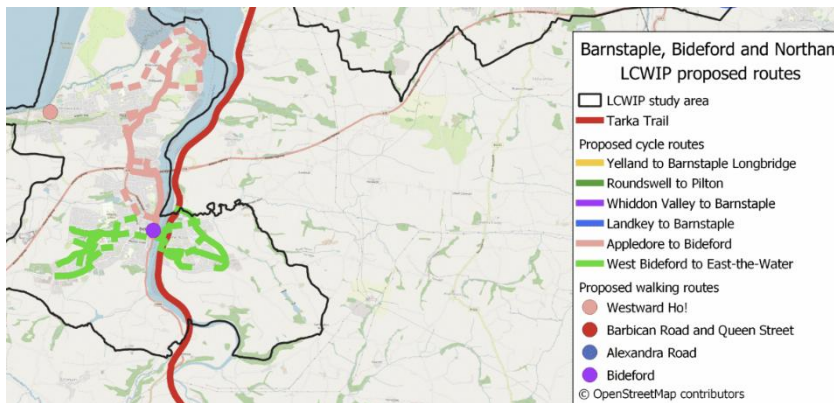 Barnstaple, Bideford and Northam
LCWIP proposed routes
LCWIP study area
Tarka Trail
Proposed cycle routes
Yelland to Barnstaple Longbridge
Roundswell to Pilton
Whiddon Valley to Barnstaple
Landkey to Barnstaple
Appledore to Bideford
West Bideford to East-the-Water
Proposed walking routes
Westward Ho!
Barbican Road and Queen Street
Alexandra Road
Bideford
© OpenStreetMap contributors